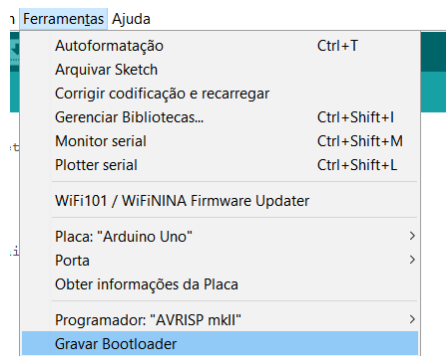 Ferramentas Ajuda
Autoformatação Ctrl+T
Arquivar Sketch
Corrigir codificação e recarregar
Gerenciar Bibliotecas... Ctrl+Shift+I
Monitor serial Ctrl+Shift+M
Plotter serial Ctrl+Shift+L
WiFi101 / WiFiNINA Firmware Updater
Placa: "Arduino Uno"
Porta
Obter informações da Placa
Programador: "AVRISP mkII"
Gravar Bootloader